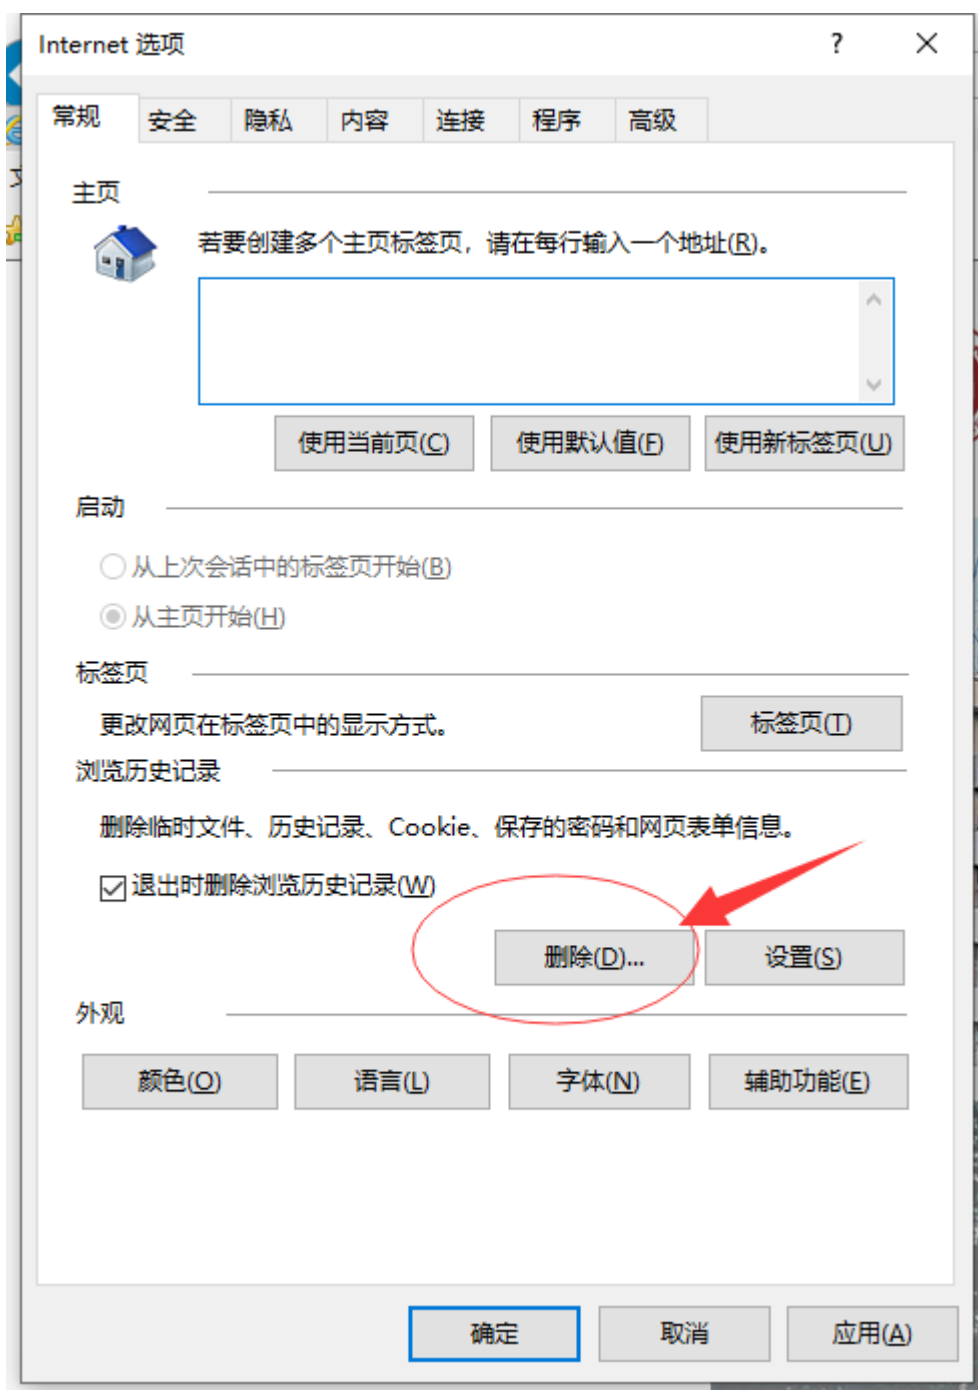 Internet 选项
?
常规 安全 隐私 内容 连接 程序 高级
主页
若要创建多个主页标签页，请在每行输入一个地址(R)。
使用当前页(C) 使用默认值(F) 使用新标签页(U)
启动
从上次会话中的标签页开始(B)
从主页开始(H)
标签页
更改网页在标签页中的显示方式。 标签页(T)
浏览历史记录
删除临时文件、历史记录、Cookie、保存的密码和网页表单信息。
退出时删除浏览历史记录(W)
删除(D)... 设置(S)
外观
颜色(O) 语言(L) 字体(N) 辅助功能(E)
确定 取消 应用(A)